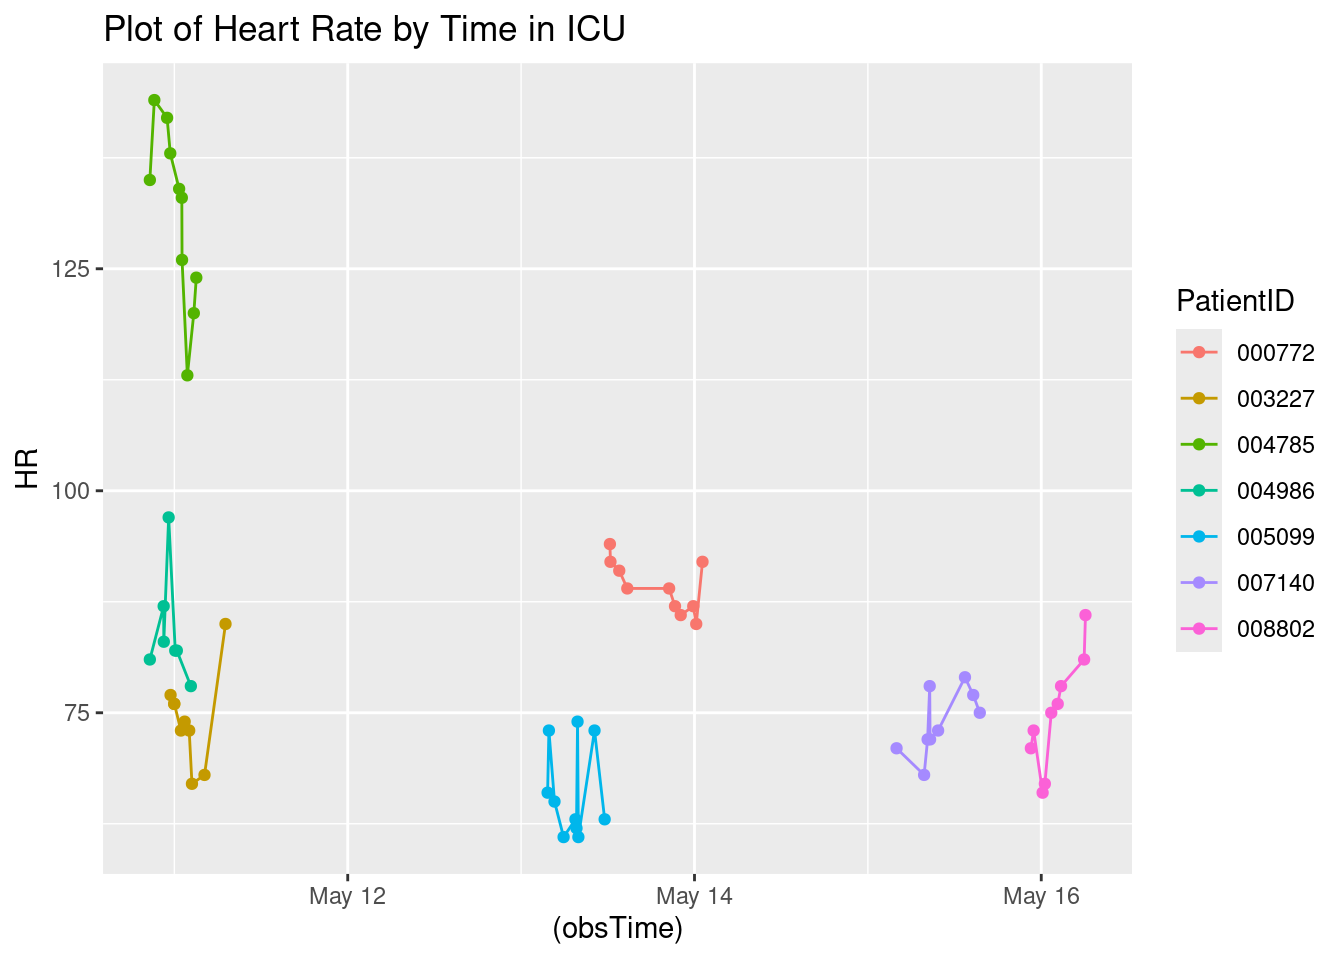 Plot of Heart Rate by Time in ICU
125
100
75
HR
May 12
May 14
May 16
(obsTime)
PatientID
000772
003227
004785
004986
005099
007140
008802